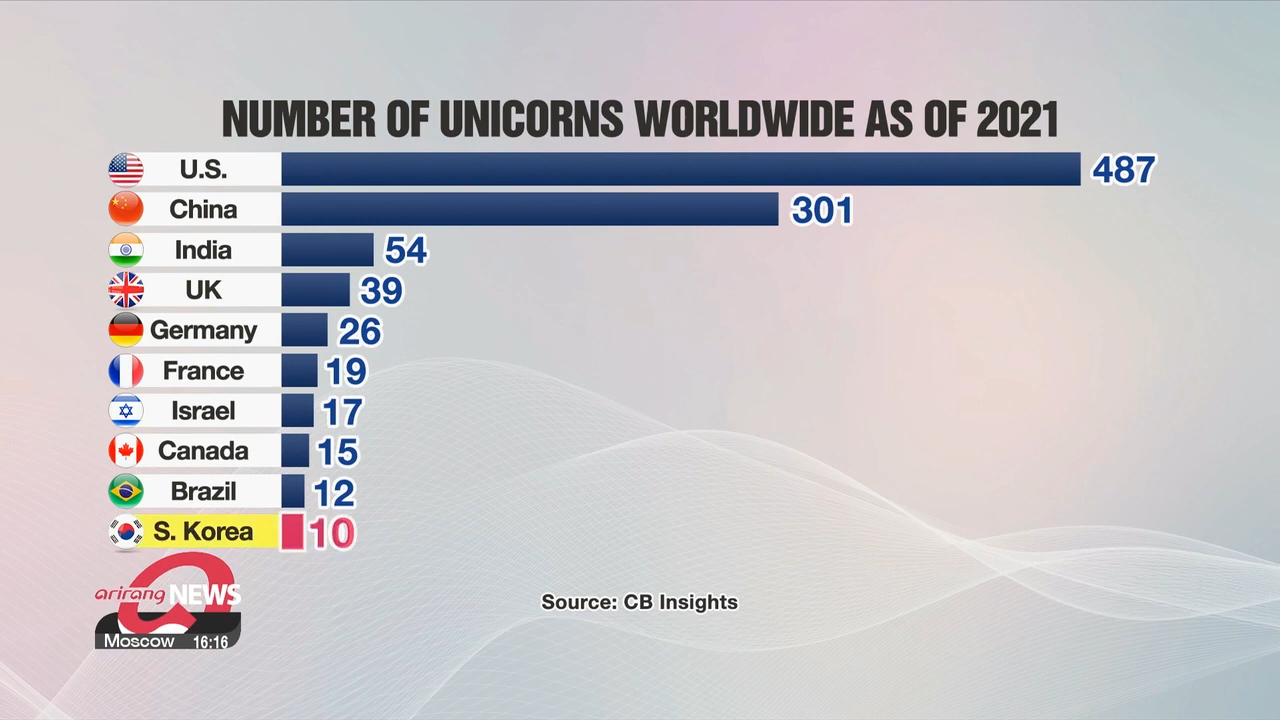 NUMBER OF UNICORNS WORLDWIDE AS OF 2021
U.S. 487
China 301
India 54
UK 39
Germany 26
France 19
Israel 17
Canada 15
Brazil 12
S. Korea 10
arirang NEWS
Moscow 16:16
Source: CB Insights